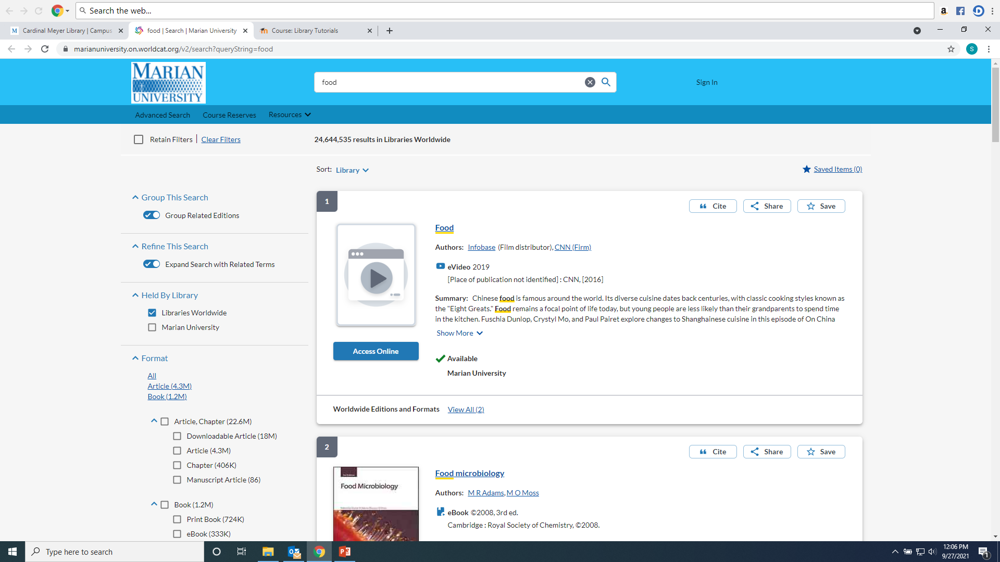 Search the web...
Cardinal Meyer Library | Campus
food | Search | Marian University
Course: Library Tutorials
marianuniversity.on.worldcat.org/v2/search?queryString=food
S
MARIAN
UNIVERSITY
food
Sign In
Advanced Search
Course Reserves
Resources
Retain Filters
Clear Filters
24,644,535 results in Libraries Worldwide
Sort: Library
Saved Items (0)
Group This Search
Group Related Editions
Refine This Search
Expand Search with Related Terms
Held By Library
Libraries Worldwide
Marian University
Format
All
Article (4.3M)
Book (1.2M)
Article, Chapter (22.6M)
Downloadable Article (18M)
Article (4.3M)
Chapter (406K)
Manuscript Article (86)
Book (1.2M)
Print Book (724K)
eBook (333K)
1
Cite
Share
Save
Food
Authors: Infobase (Film distributor), CNN (Firm)
eVideo 2019
[Place of publication not identified] : CNN, [2016]
Summary: Chinese food is famous around the world. Its diverse cuisine dates back centuries, with classic cooking styles known as
the "Eight Greats." Food remains a focal point of life today, but young people are less likely than their grandparents to spend time
in the kitchen. Fuschia Dunlop, Crystyl Mo, and Paul Pairet explore changes to Shanghainese cuisine in this episode of On China
Show More
Access Online
Available
Marian University
Worldwide Editions and Formats View All (2)
2
Cite
Share
Save
Food Microbiology
Food microbiology
Authors: M R Adams, M O Moss
eBook ©2008, 3rd ed.
Cambridge : Royal Society of Chemistry, ©2008.
Type here to search
12:06 PM
9/27/2021
1